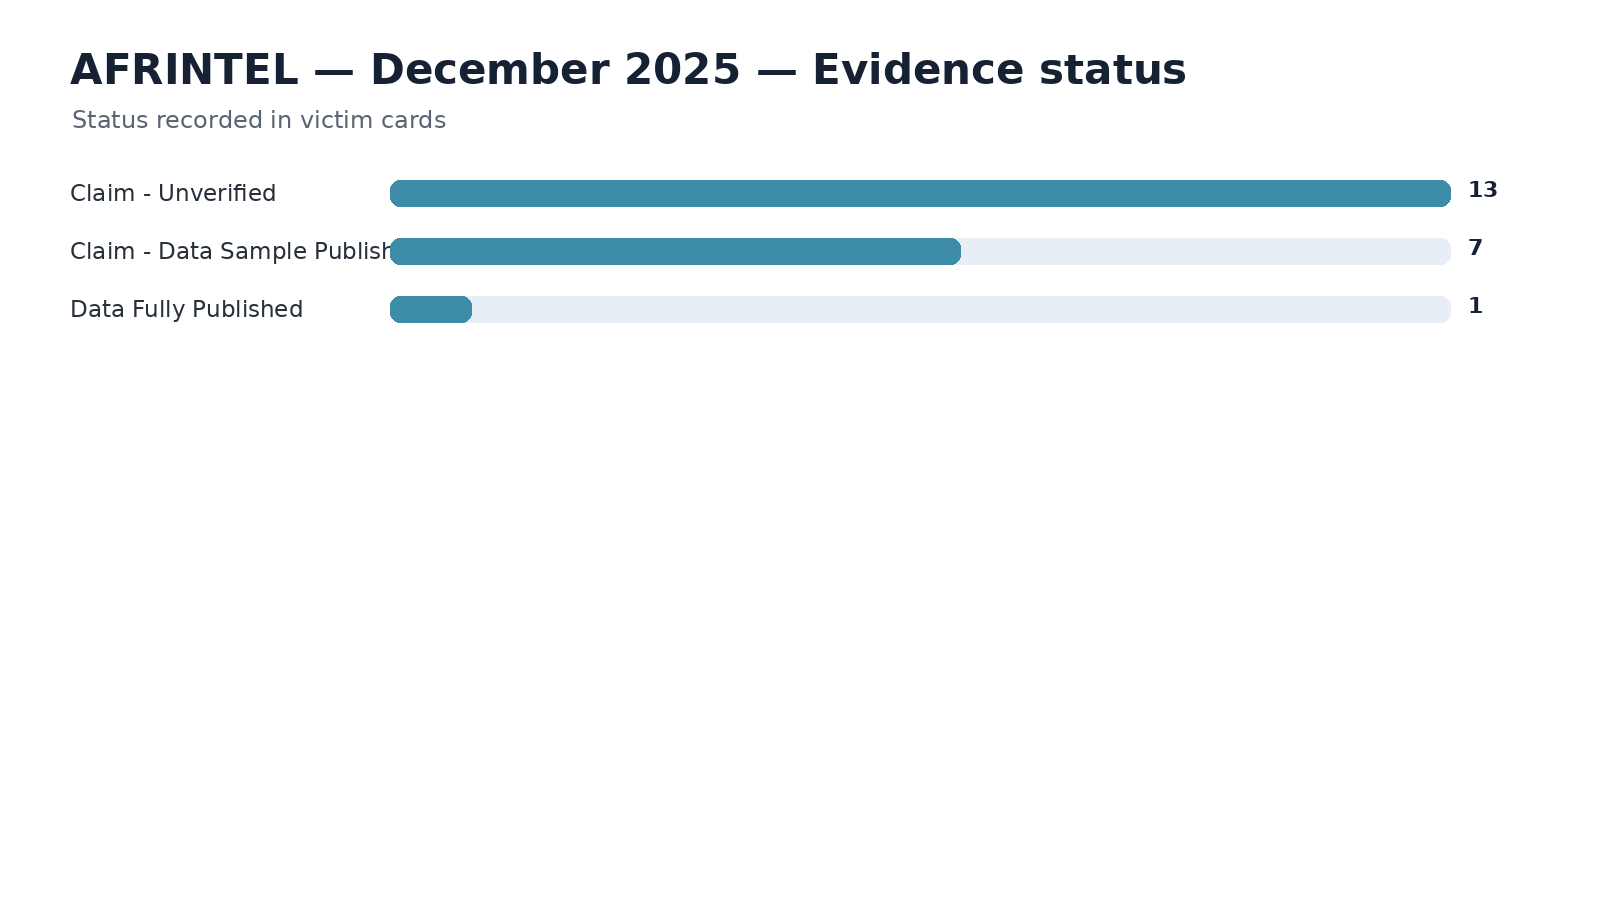 AFRINTEL — December 2025 — Evidence status
Status recorded in victim cards
Claim - Unverified 13
Claim - Data Sample Publish 7
Data Fully Published 1